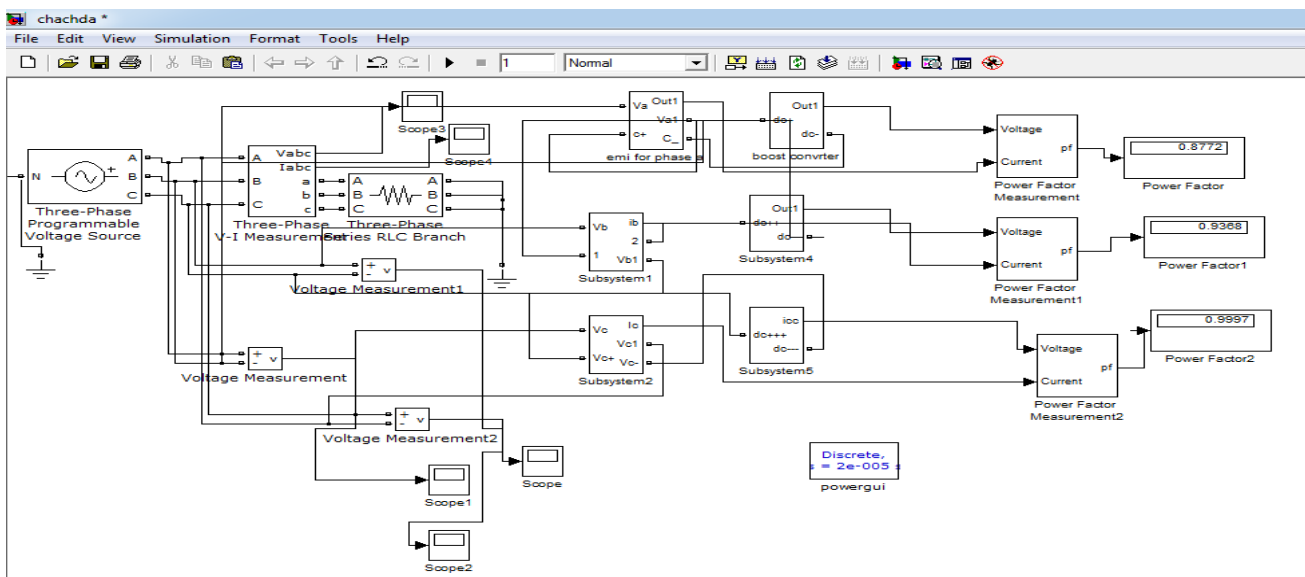 chachda *
File Edit View Simulation Format Tools Help
1 Normal
N
A
B
C
Three-Phase
Programmable
Voltage Source
A
B
C
Vabc
Iabc
a
b
c
Three-Phase
V-I Measurement
A A
B B
C C
Three-Phase
Series RLC Branch
Scope3
Scope4
Va Out1
Va1
c+ C_
emi for phase a
Out1
dc+
dc-
boost convrter
Voltage
pf
Current
Power Factor
Measurement
0.8772
Power Factor
+
- v
Voltage Measurement1
Vb ib
2
1 Vb1
Subsystem1
Out1
dc++
dc--
Subsystem4
Voltage
pf
Current
Power Factor
Measurement1
0.9368
Power Factor1
+
- v
Voltage Measurement
Vc Ic
Vc1
Vc+ Vc-
Subsystem2
icc
dc+++
dc---
Subsystem5
Voltage
pf
Current
Power Factor
Measurement2
0.9997
Power Factor2
+
- v
Voltage Measurement2
Scope
Scope1
Scope2
Discrete,
s = 2e-005 s
powergui